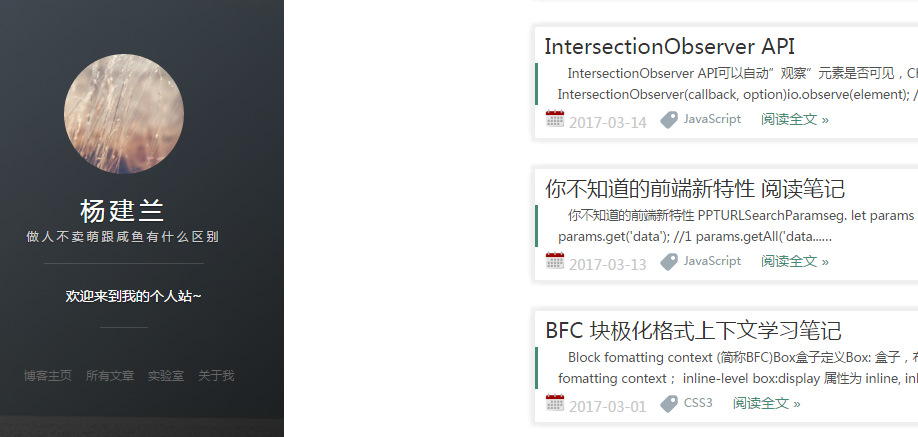 杨建兰
做人不卖萌跟咸鱼有什么区别
欢迎来到我的个人站~
博客主页 所有文章 实验室 关于我
IntersectionObserver API
IntersectionObserver API可以自动”观察”元素是否可见，Ch
IntersectionObserver(callback, option)io.observe(element); /
2017-03-14 JavaScript 阅读全文 »
你不知道的前端新特性 阅读笔记
你不知道的前端新特性 PPTURLSearchParamseg. let params
params.get('data'); //1 params.getAll('data......
2017-03-13 JavaScript 阅读全文 »
BFC 块极化格式上下文学习笔记
Block fomatting context (简称BFC)Box盒子定义Box: 盒子，布
fomatting context； inline-level box:display 属性为 inline, inl
2017-03-01 CSS3 阅读全文 »